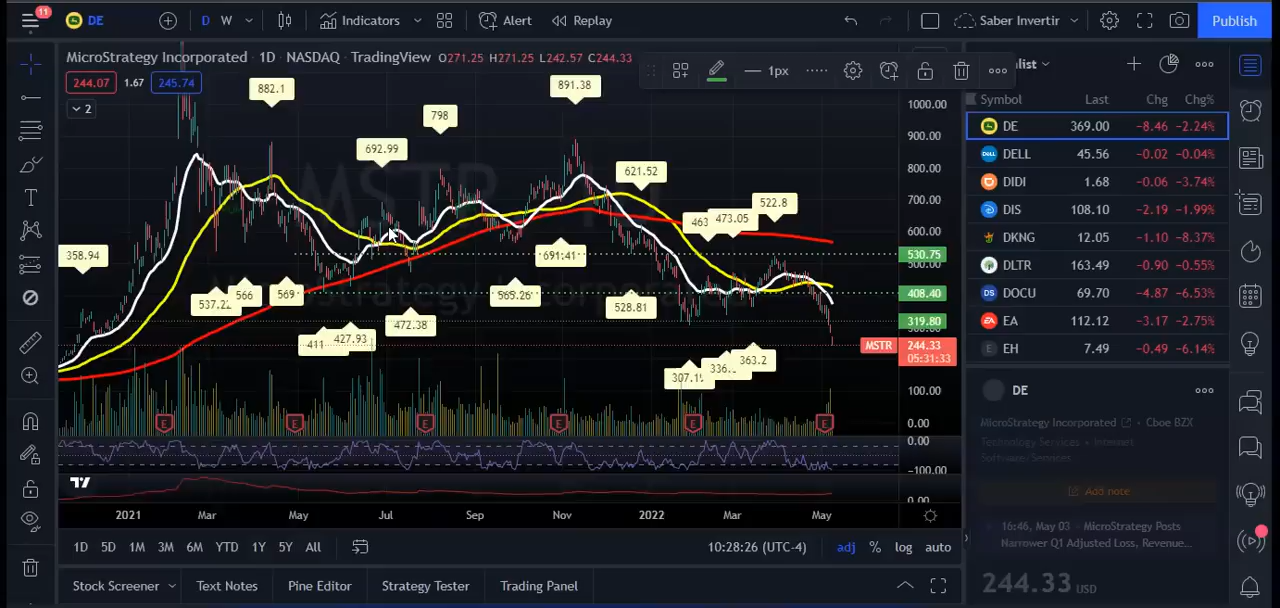 11
DE
D W
Indicators
Alert
Replay
Saber Invertir
Publish
MicroStrategy Incorporated · 1D · NASDAQ · TradingView O271.25 H271.25 L242.57 C244.33
1px
244.07 1.67 245.74
2
882.1
891.38
798
692.99
621.52
522.8
473.05
358.94
691.41
537.22
566
569
565.26
528.81
472.38
427.93
411
363.2
1000.00
900.00
800.00
700.00
600.00
530.75
408.40
319.80
MSTR 244.33
05:31:33
100.00
0.00
0.00
−100.00
0.00
E E E E E E
2021 Mar May Jul Sep Nov 2022 Mar May
1D 5D 1M 3M 6M YTD 1Y 5Y All
10:28:26 (UTC-4) adj % log auto
Stock Screener Text Notes Pine Editor Strategy Tester Trading Panel
Symbol Last Chg Chg%
DE 369.00 −8.46 −2.24%
DELL 45.56 −0.02 −0.04%
DIDI 1.68 −0.06 −3.74%
DIS 108.10 −2.19 −1.99%
DKNG 12.05 −1.10 −8.37%
DLTR 163.49 −0.90 −0.55%
DOCU 69.70 −4.87 −6.53%
EA 112.12 −3.17 −2.75%
EH 7.49 −0.49 −6.14%
DE
MicroStrategy Incorporated · Cboe BZX
Technology Services · Internet
Software/Services
Add note
16:46, May 03 · MicroStrategy Posts
Narrower Q1 Adjusted Loss, Revenue...
244.33 USD